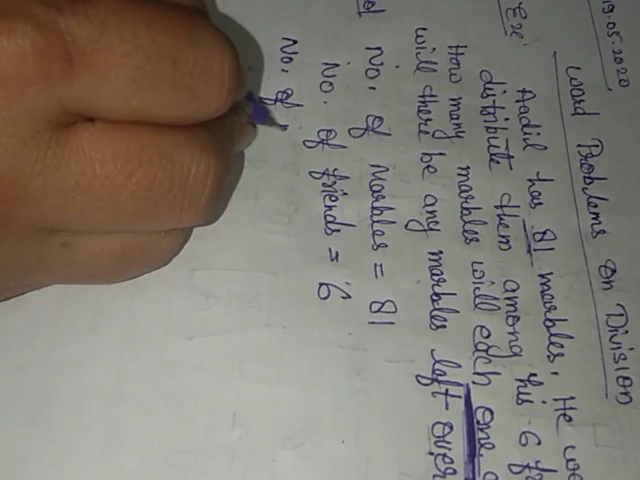 19-05-2020
Word Problems on Division
Ex:
Aadil has 81 marbles. He
distribute them among his 6
How many marbles will each one
will there be any marbles left over
No. of Marbles = 81
No. of friends = 6
No. of